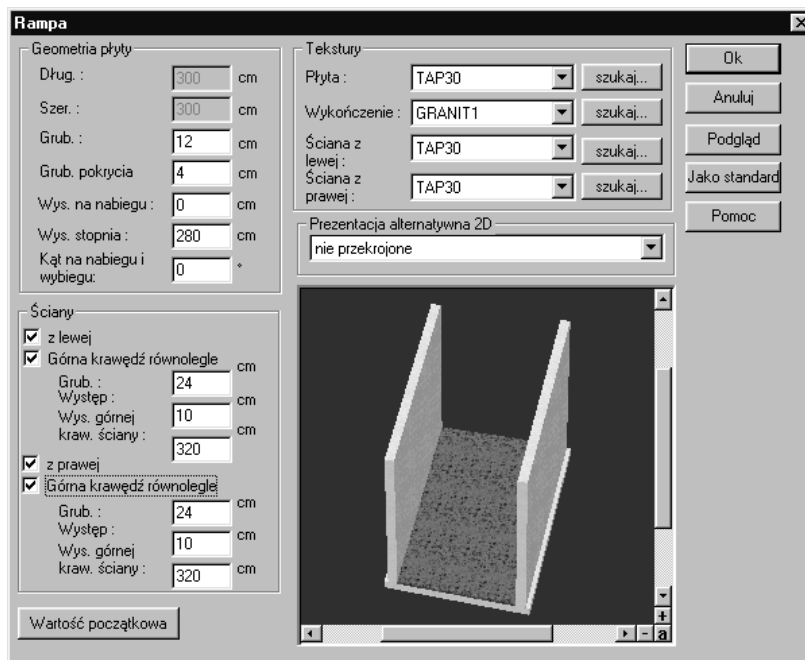 Rampa
Geometria płyty
Dług. : 300 cm
Szer. : 300 cm
Grub. : 12 cm
Grub. pokrycia 4 cm
Wys. na nabiegu : 0 cm
Wys. stopnia : 280 cm
Kąt na nabiegu i
wybiegu: 0 °
Ściany
z lewej
Górna krawędź równolegle
Grub. : 24 cm
Występ : 10 cm
Wys. górnej
kraw. ściany : 320 cm
z prawej
Górna krawędź równolegle
Grub. : 24 cm
Występ : 10 cm
Wys. górnej
kraw. ściany : 320 cm
Wartość początkowa
Tekstury
Płyta : TAP30 szukaj...
Wykończenie : GRANIT1 szukaj...
Ściana z
lewej : TAP30 szukaj...
Ściana z
prawej : TAP30 szukaj...
Prezentacja alternatywna 2D
nie przekrojone
+
- a
Ok
Anuluj
Podgląd
Jako standard
Pomoc